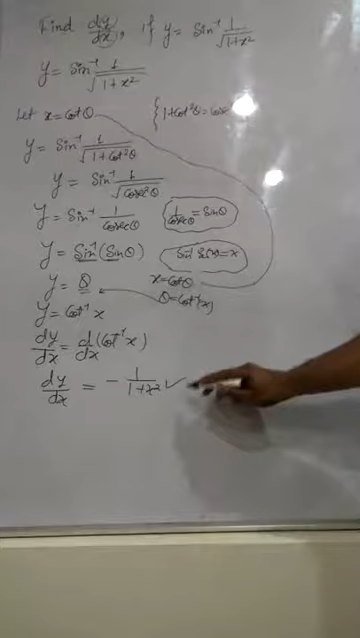 Find dy/dx, if y = Sin⁻¹ 1/√(1+x²)
y = Sin⁻¹ 1/√(1+x²)
Let x = Cotθ { 1+Cot²θ = Cosec²θ
y = Sin⁻¹ 1/√(1+Cot²θ)
y = Sin⁻¹ 1/√(Cosec²θ)
y = Sin⁻¹ 1/Cosecθ 1/Cosecθ = Sinθ
y = Sin⁻¹(Sinθ) Sin⁻¹ Sin(x) = x
y = θ x = Cotθ
θ = Cot⁻¹(x)
y = Cot⁻¹ x
dy/dx = d/dx (Cot⁻¹ x)
dy/dx = - 1/(1+x²) ✓